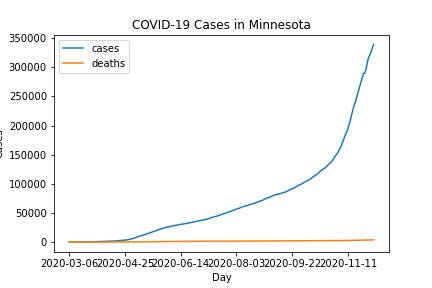 COVID-19 Cases in Minnesota
350000
300000
250000
200000
150000
100000
50000
0
cases
deaths
cases
2020-03-06
2020-04-25
2020-06-14
2020-08-03
2020-09-22
2020-11-11
Day